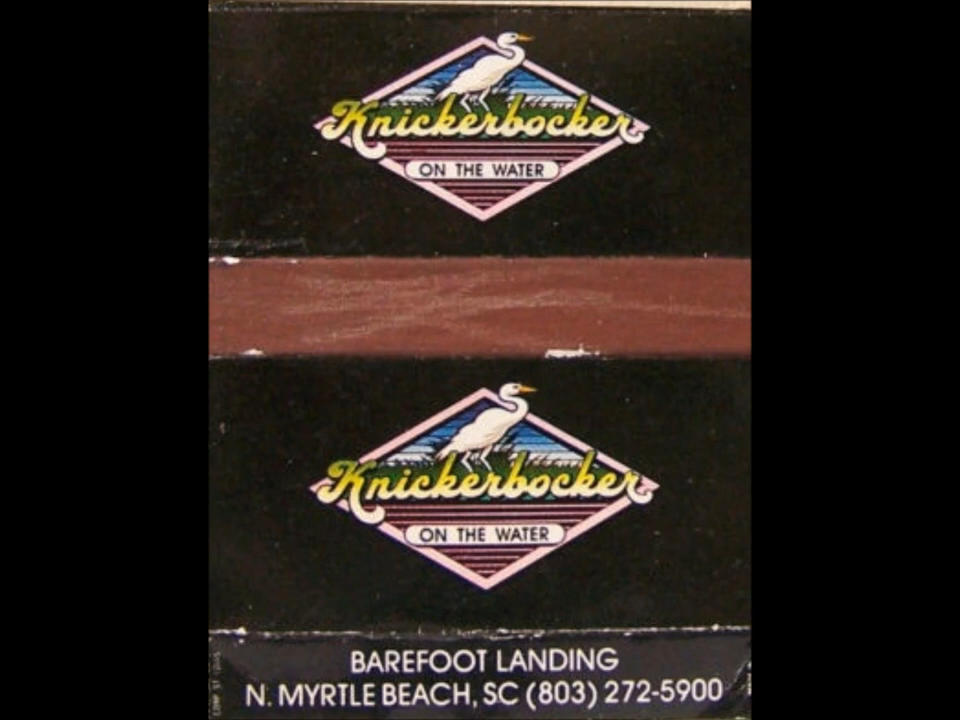 Knickerbocker
ON THE WATER
Knickerbocker
ON THE WATER
BAREFOOT LANDING
N. MYRTLE BEACH, SC (803) 272-5900